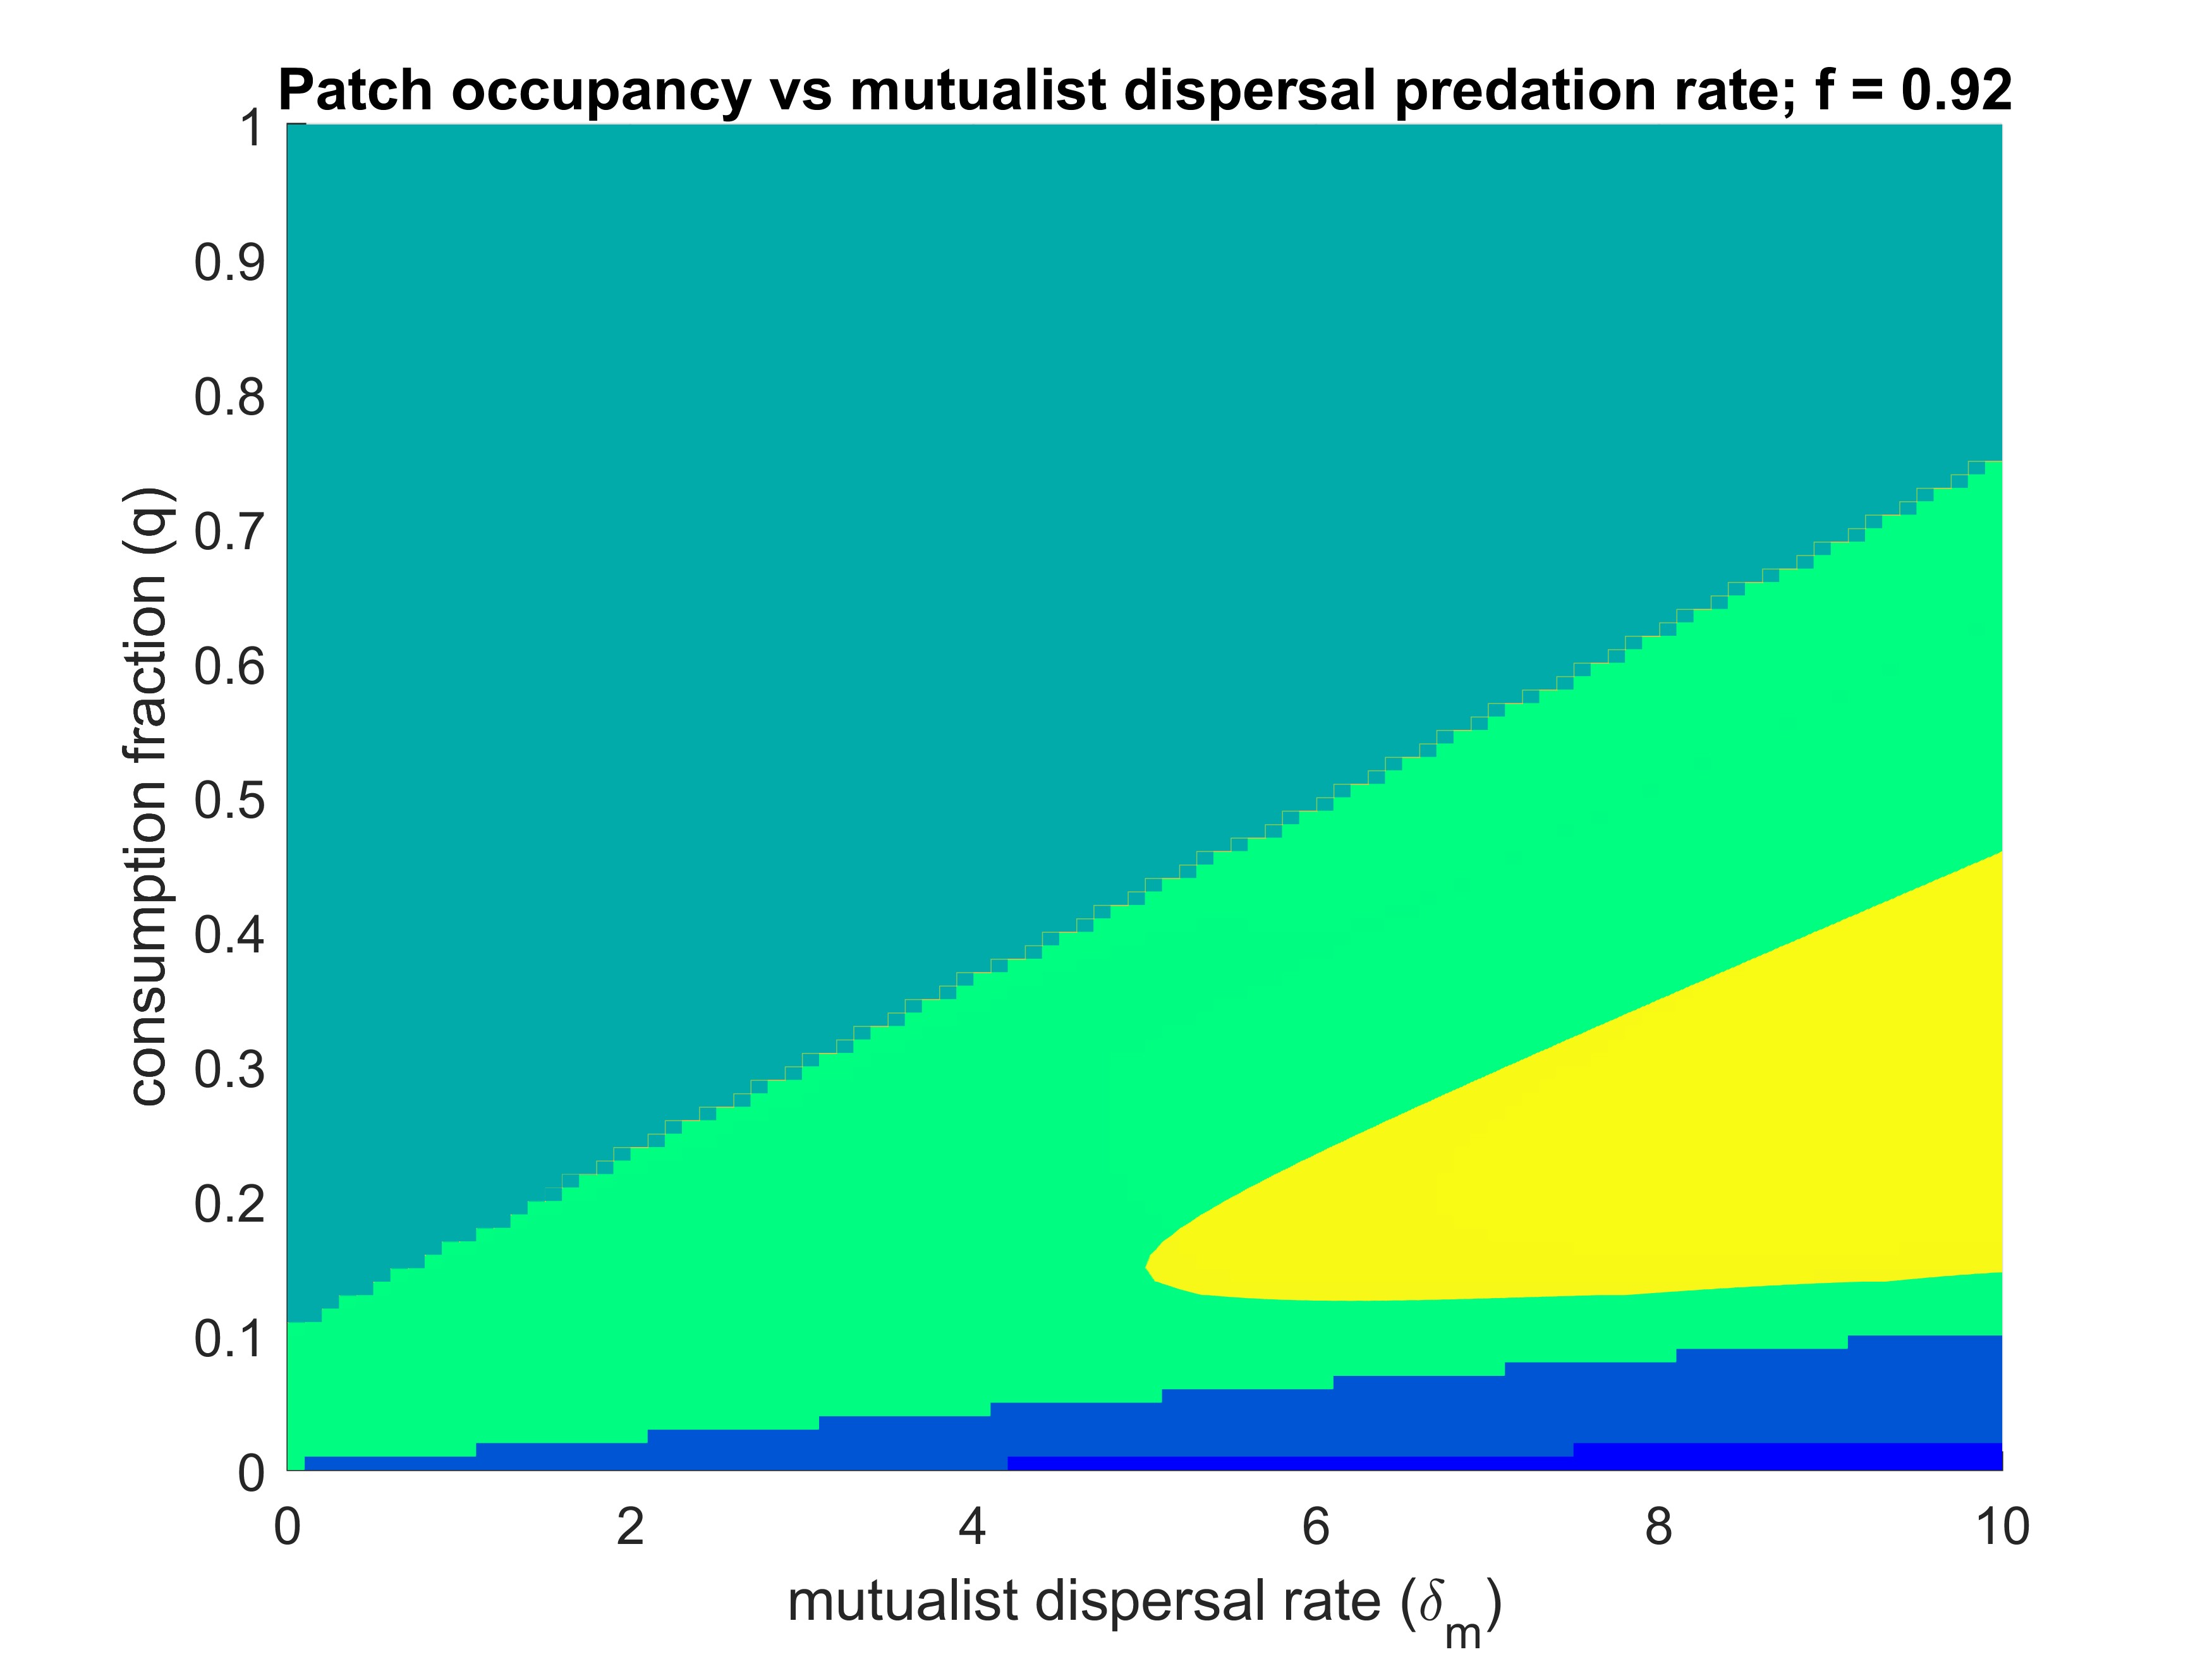 Patch occupancy vs mutualist dispersal predation rate; f = 0.92
1
0.9
0.8
0.7
0.6
0.5
0.4
0.3
0.2
0.1
0
consumption fraction (q)
0 2 4 6 8 10
mutualist dispersal rate (δm)